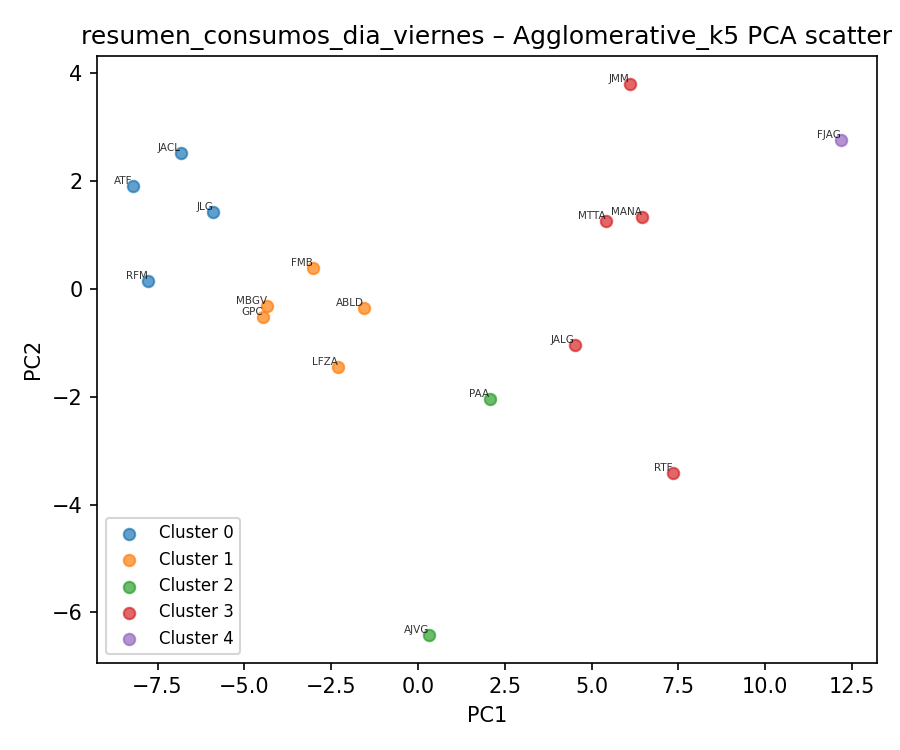 resumen_consumos_dia_viernes – Agglomerative_k5 PCA scatter
4
2
0
−2
−4
−6
PC2
JMM
FJAG
JACL
ATF
JLG
MTTA
MANA
RFM
FMB
MBGV
GPC
ABLD
LFZA
JALG
PAA
RTF
AJVG
Cluster 0
Cluster 1
Cluster 2
Cluster 3
Cluster 4
−7.5
−5.0
−2.5
0.0
2.5
5.0
7.5
10.0
12.5
PC1